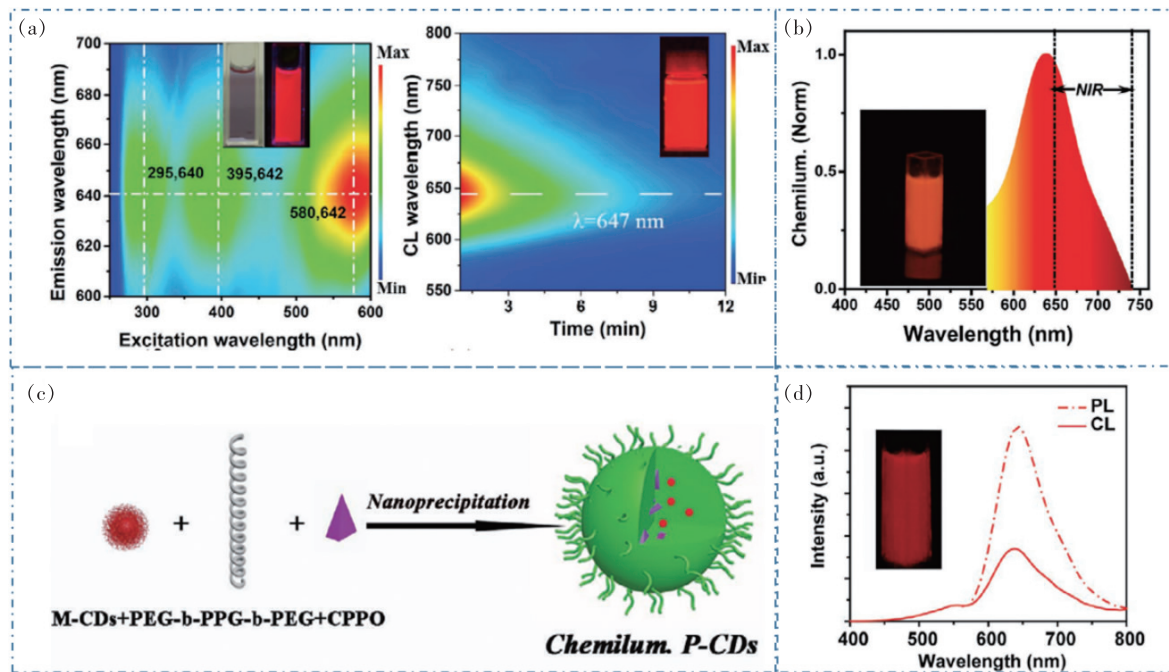 (a)
700
680
660
640
620
600
Emission wavelength (nm)
250
300
350
400
450
500
550
600
Excitation wavelength (nm)
295,640
395,642
580,642
Max
Min
800
750
700
650
600
550
CL wavelength (nm)
3
6
9
12
Time (min)
λ=647 nm
Max
Min
(b)
1.0
0.5
0.0
Chemilum. (Norm)
NIR
400
450
500
550
600
650
700
750
Wavelength (nm)
(c)
+
+
Nanoprecipitation
M-CDs+PEG-b-PPG-b-PEG+CPPO
Chemilum. P-CDs
(d)
PL
CL
Intensity (a.u.)
400
500
600
700
800
Wavelength (nm)